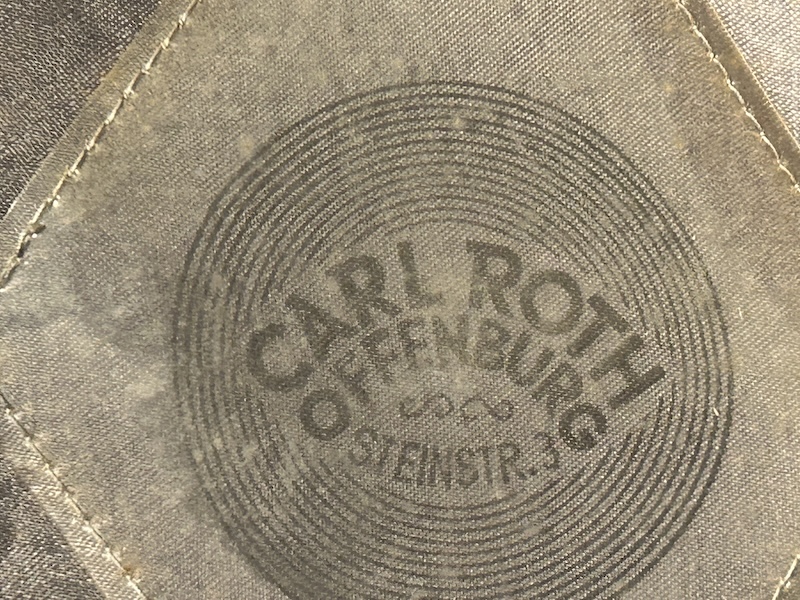 CARL ROTH
OFFENBURG
STEINSTR. 3